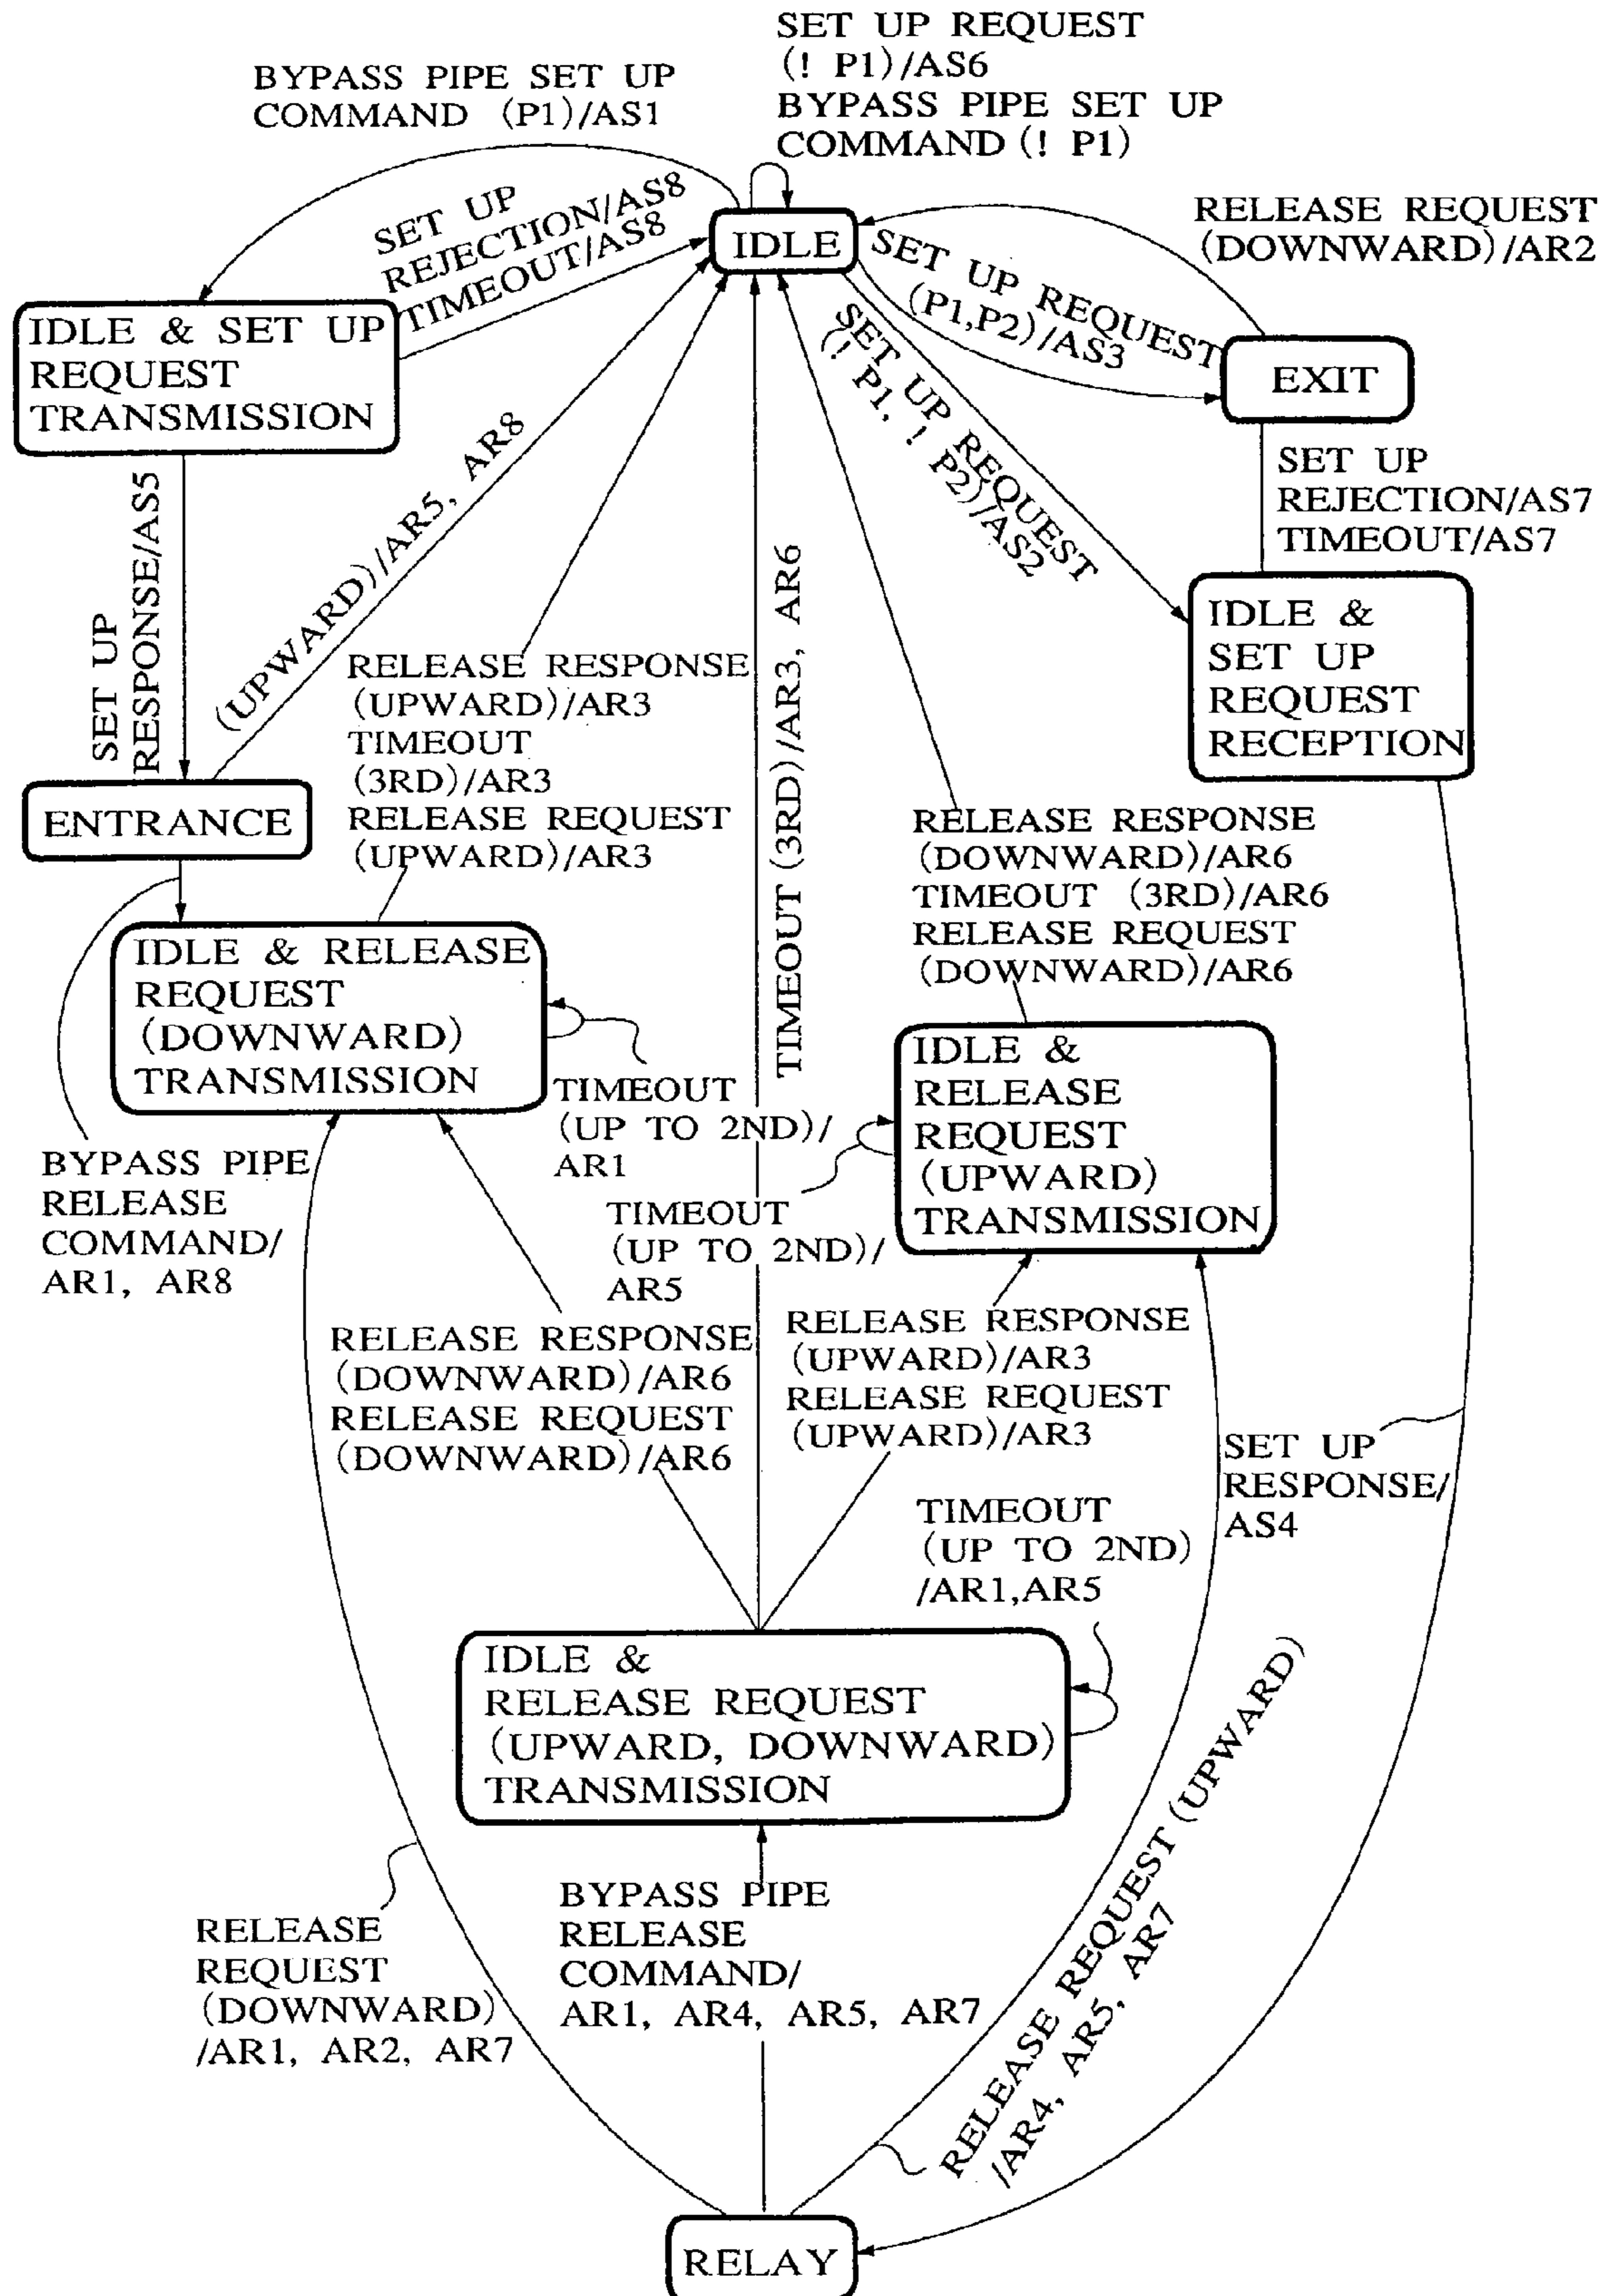 SET UP REQUEST
(! P1)/AS6
BYPASS PIPE SET UP
COMMAND (! P1)
BYPASS PIPE SET UP
COMMAND (P1)/AS1
SET UP
REJECTION/AS8
TIMEOUT/AS8
IDLE
RELEASE REQUEST
(DOWNWARD)/AR2
SET UP REQUEST
(P1,P2)/AS3
IDLE & SET UP
REQUEST
TRANSMISSION
EXIT
SET UP REQUEST
(! P1, ! P2)/AS2
SET UP
REJECTION/AS7
TIMEOUT/AS7
SET UP
RESPONSE/AS5
(UPWARD)/AR5, AR8
IDLE &
SET UP
REQUEST
RECEPTION
RELEASE RESPONSE
(UPWARD)/AR3
TIMEOUT
(3RD)/AR3
RELEASE REQUEST
(UPWARD)/AR3
TIMEOUT (3RD)/AR3, AR6
ENTRANCE
RELEASE RESPONSE
(DOWNWARD)/AR6
TIMEOUT (3RD)/AR6
RELEASE REQUEST
(DOWNWARD)/AR6
IDLE & RELEASE
REQUEST
(DOWNWARD)
TRANSMISSION
IDLE &
RELEASE
REQUEST
(UPWARD)
TRANSMISSION
TIMEOUT
(UP TO 2ND)/
AR1
BYPASS PIPE
RELEASE
COMMAND/
AR1, AR8
TIMEOUT
(UP TO 2ND)/
AR5
RELEASE RESPONSE
(DOWNWARD)/AR6
RELEASE REQUEST
(DOWNWARD)/AR6
RELEASE RESPONSE
(UPWARD)/AR3
RELEASE REQUEST
(UPWARD)/AR3
SET UP
RESPONSE/
AS4
TIMEOUT
(UP TO 2ND)
/AR1,AR5
IDLE &
RELEASE REQUEST
(UPWARD, DOWNWARD)
TRANSMISSION
RELEASE REQUEST (UPWARD)
/AR4, AR5, AR7
BYPASS PIPE
RELEASE
COMMAND/
AR1, AR4, AR5, AR7
RELEASE
REQUEST
(DOWNWARD)
/AR1, AR2, AR7
RELAY